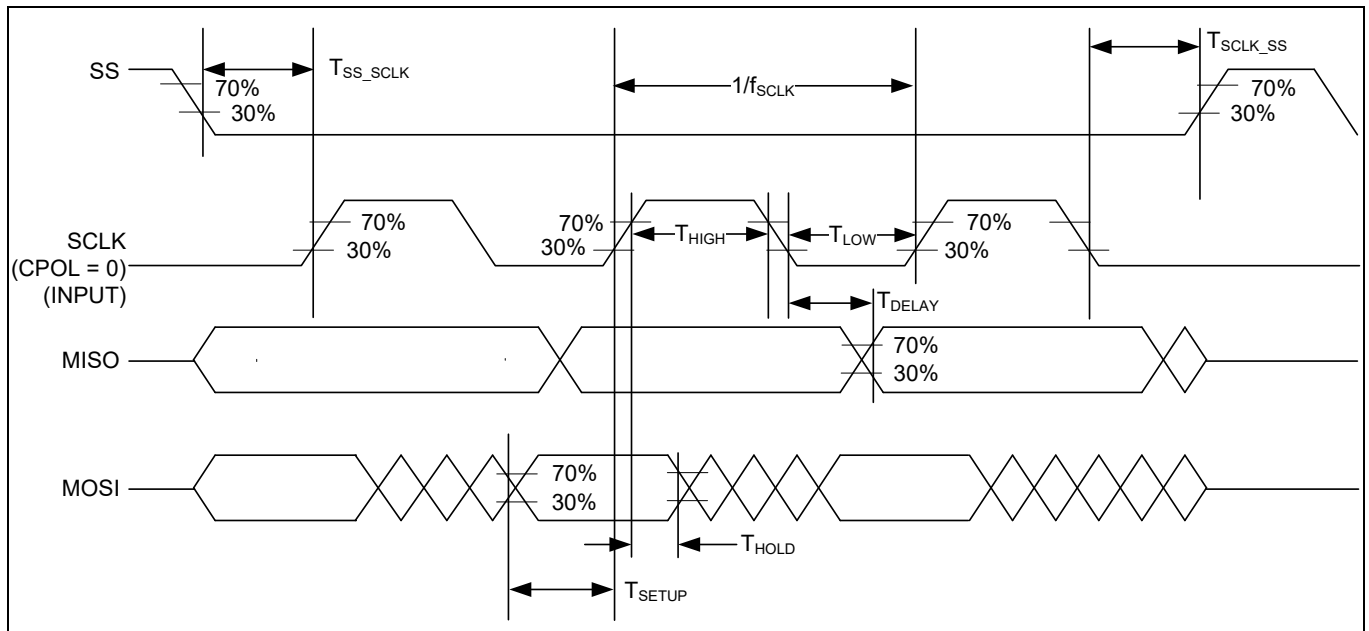 SS
70%
30%
T_SS_SCLK
1/f_SCLK
T_SCLK_SS
70%
30%
SCLK
(CPOL = 0)
(INPUT)
70%
30%
70%
30%
T_HIGH
T_LOW
70%
30%
T_DELAY
MISO
70%
30%
MOSI
70%
30%
T_HOLD
T_SETUP